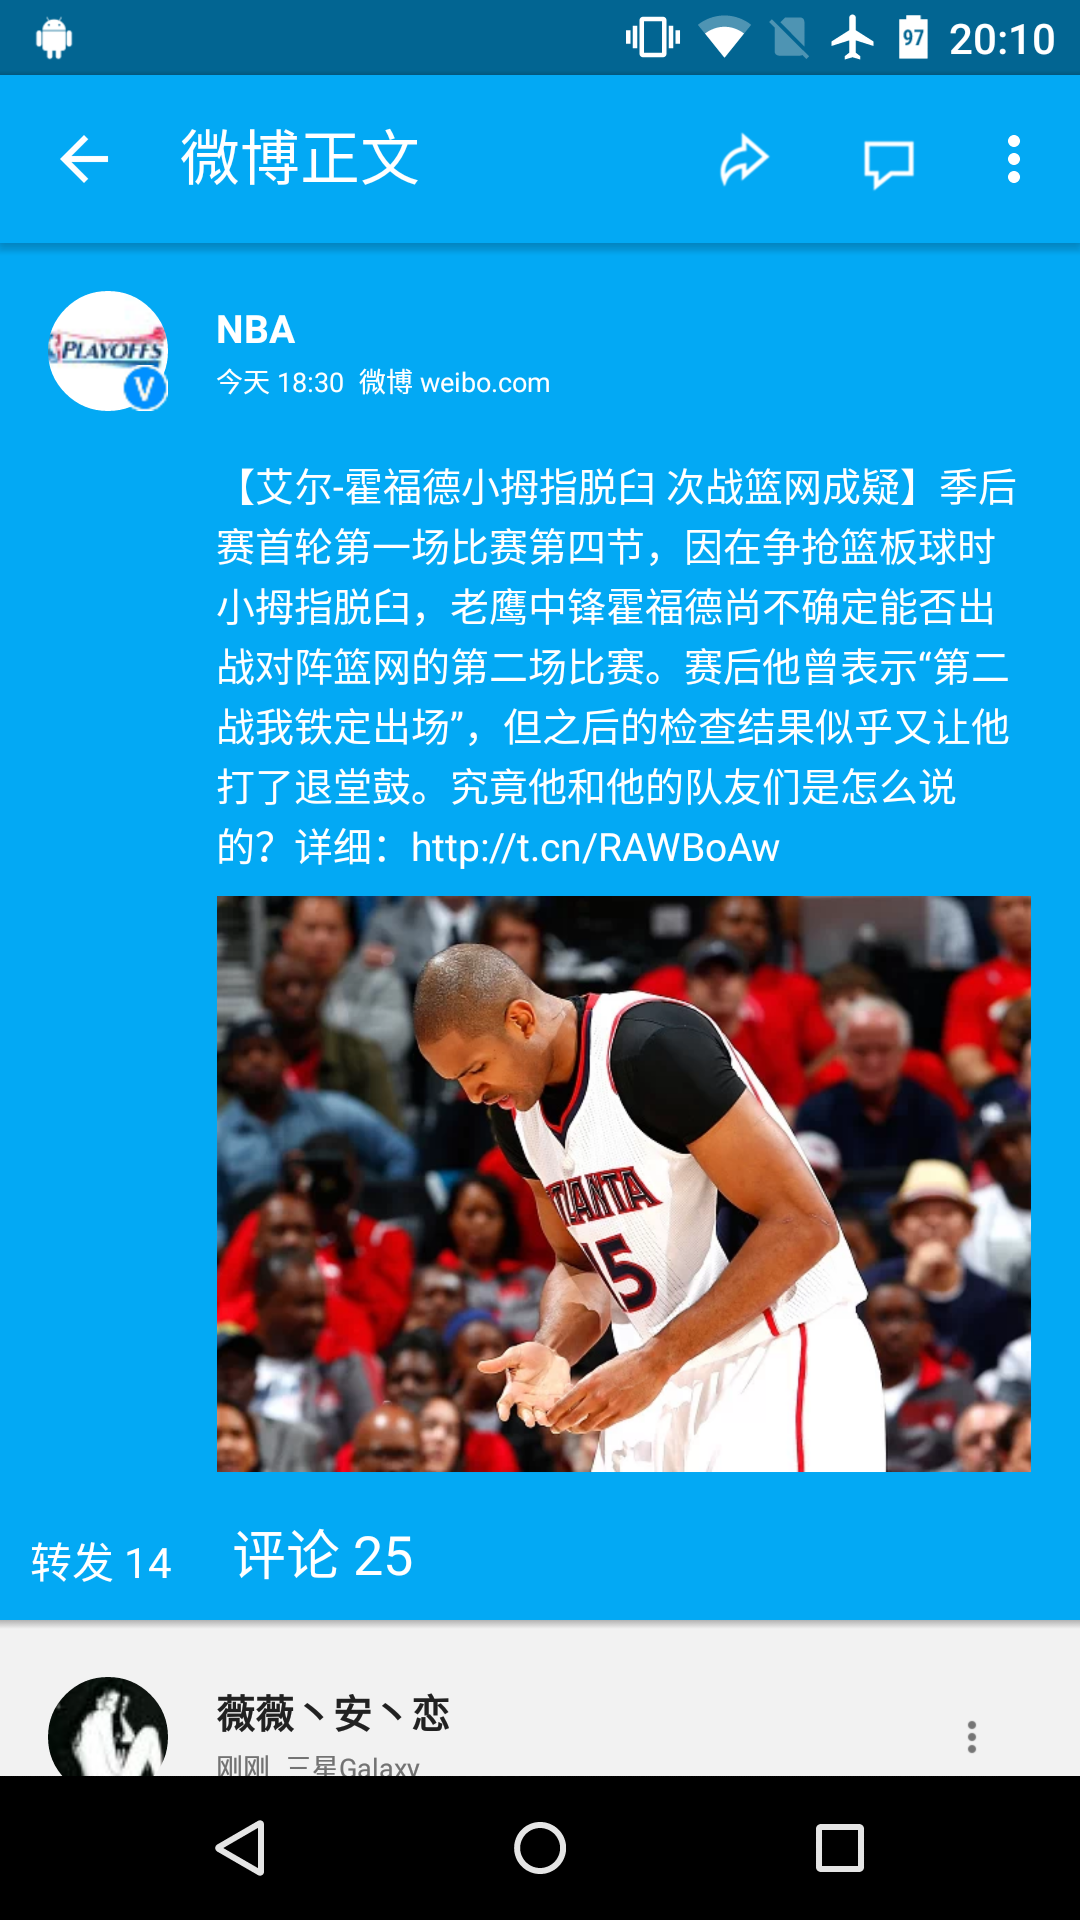 97 20:10
微博正文
PLAYOFFS
V
NBA
今天 18:30 微博 weibo.com
【艾尔-霍福德小拇指脱臼 次战篮网成疑】季后
赛首轮第一场比赛第四节，因在争抢篮板球时
小拇指脱臼，老鹰中锋霍福德尚不确定能否出
战对阵篮网的第二场比赛。赛后他曾表示“第二
战我铁定出场”，但之后的检查结果似乎又让他
打了退堂鼓。究竟他和他的队友们是怎么说
的？详细：http://t.cn/RAWBoAw
ATLANTA
15
转发 14 评论 25
薇薇丶安丶恋
刚刚 三星Galaxy